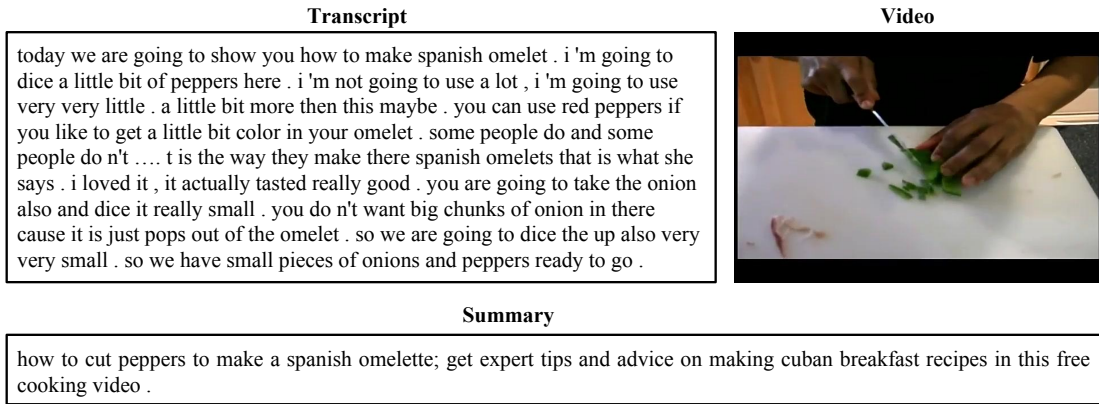 Transcript
today we are going to show you how to make spanish omelet . i 'm going to
dice a little bit of peppers here . i 'm not going to use a lot , i 'm going to use
very very little . a little bit more then this maybe . you can use red peppers if
you like to get a little bit color in your omelet . some people do and some
people do n't …. t is the way they make there spanish omelets that is what she
says . i loved it , it actually tasted really good . you are going to take the onion
also and dice it really small . you do n't want big chunks of onion in there
cause it is just pops out of the omelet . so we are going to dice the up also very
very small . so we have small pieces of onions and peppers ready to go .
Video
Summary
how to cut peppers to make a spanish omelette; get expert tips and advice on making cuban breakfast recipes in this free
cooking video .